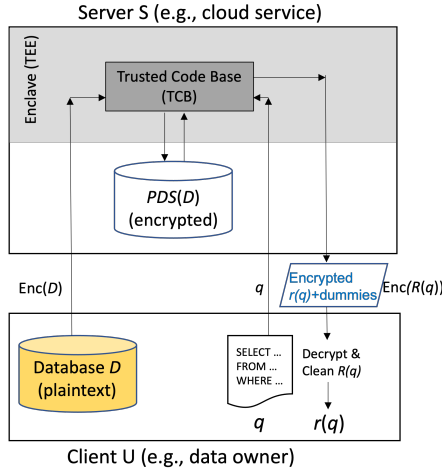 Server S (e.g., cloud service)
Enclave (TEE)
Trusted Code Base
(TCB)
PDS(D)
(encrypted)
Enc(D)
q
Encrypted
r(q)+dummies
Enc(R(q))
Database D
(plaintext)
SELECT ...
FROM ...
WHERE ...
Decrypt &
Clean R(q)
q
r(q)
Client U (e.g., data owner)